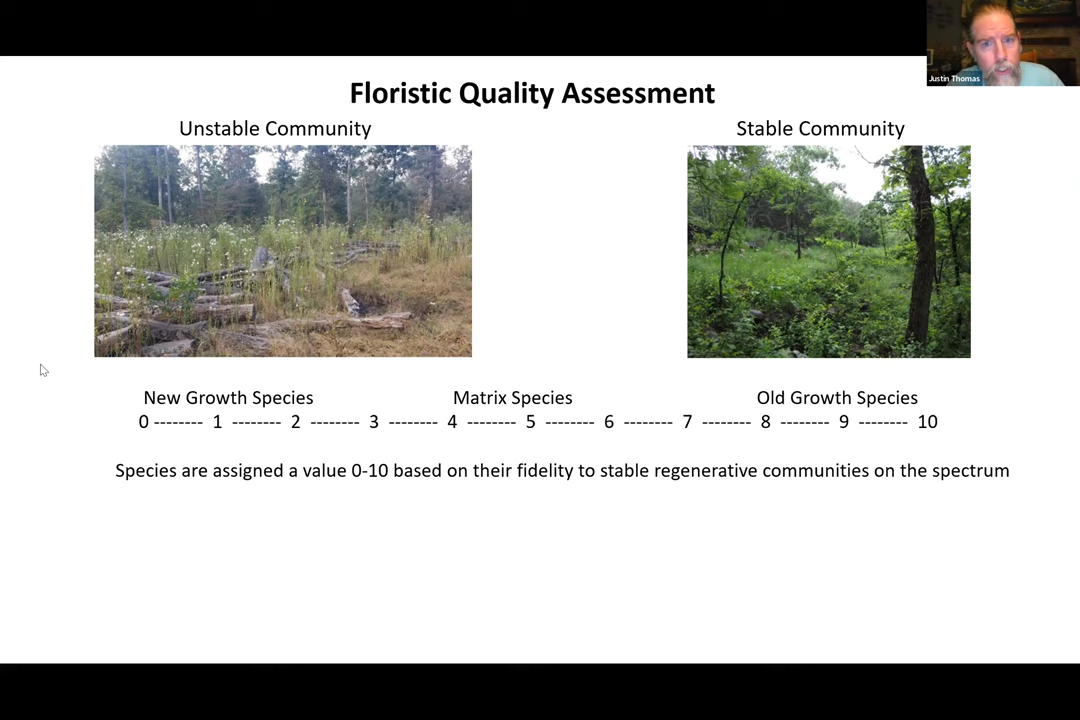 Justin Thomas
Floristic Quality Assessment
Unstable Community
Stable Community
New Growth Species
Matrix Species
Old Growth Species
0 -------- 1 -------- 2 -------- 3 -------- 4 -------- 5 -------- 6 -------- 7 -------- 8 -------- 9 -------- 10
Species are assigned a value 0-10 based on their fidelity to stable regenerative communities on the spectrum